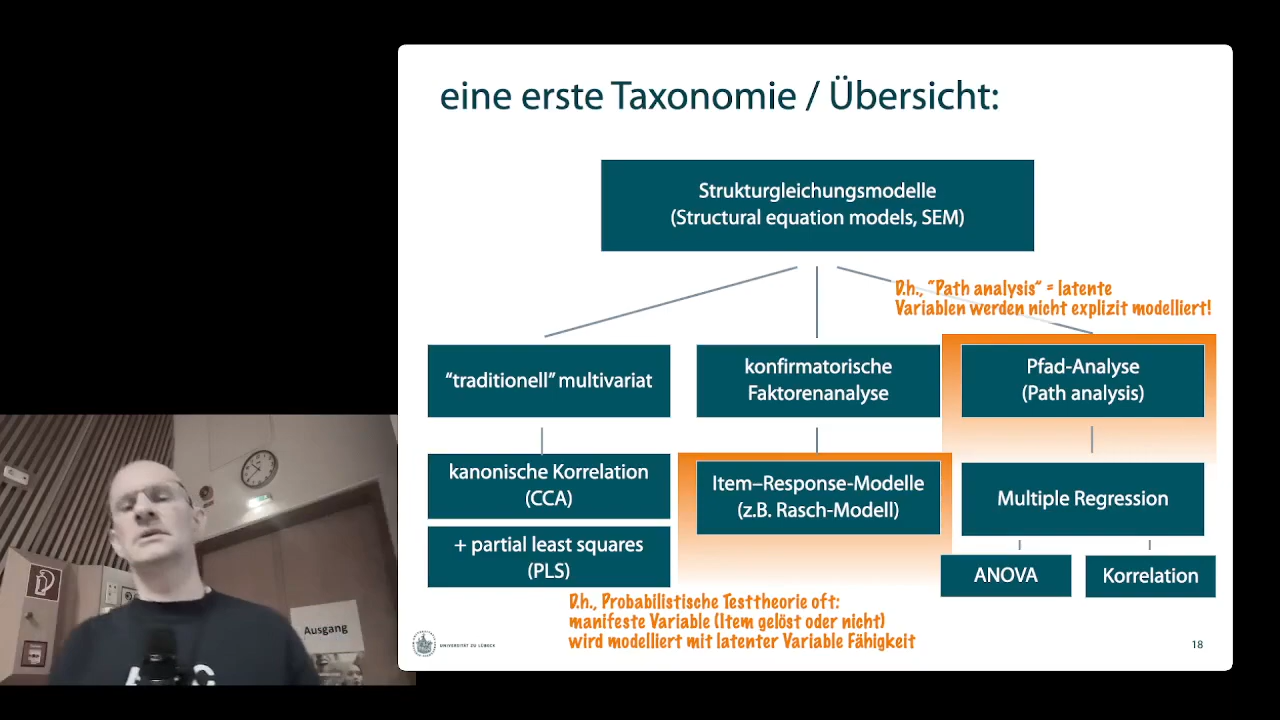 eine erste Taxonomie / Übersicht:
Strukturgleichungsmodelle
(Structural equation models, SEM)
D.h., "Path analysis" = latente
Variablen werden nicht explizit modelliert!
"traditionell" multivariat
konfirmatorische
Faktorenanalyse
Pfad-Analyse
(Path analysis)
kanonische Korrelation
(CCA)
Item–Response-Modelle
(z.B. Rasch-Modell)
Multiple Regression
+ partial least squares
(PLS)
ANOVA
Korrelation
D.h., Probabilistische Testtheorie oft:
manifeste Variable (Item gelöst oder nicht)
wird modelliert mit latenter Variable Fähigkeit
UNIVERSITÄT ZU LÜBECK
18
Ausgang